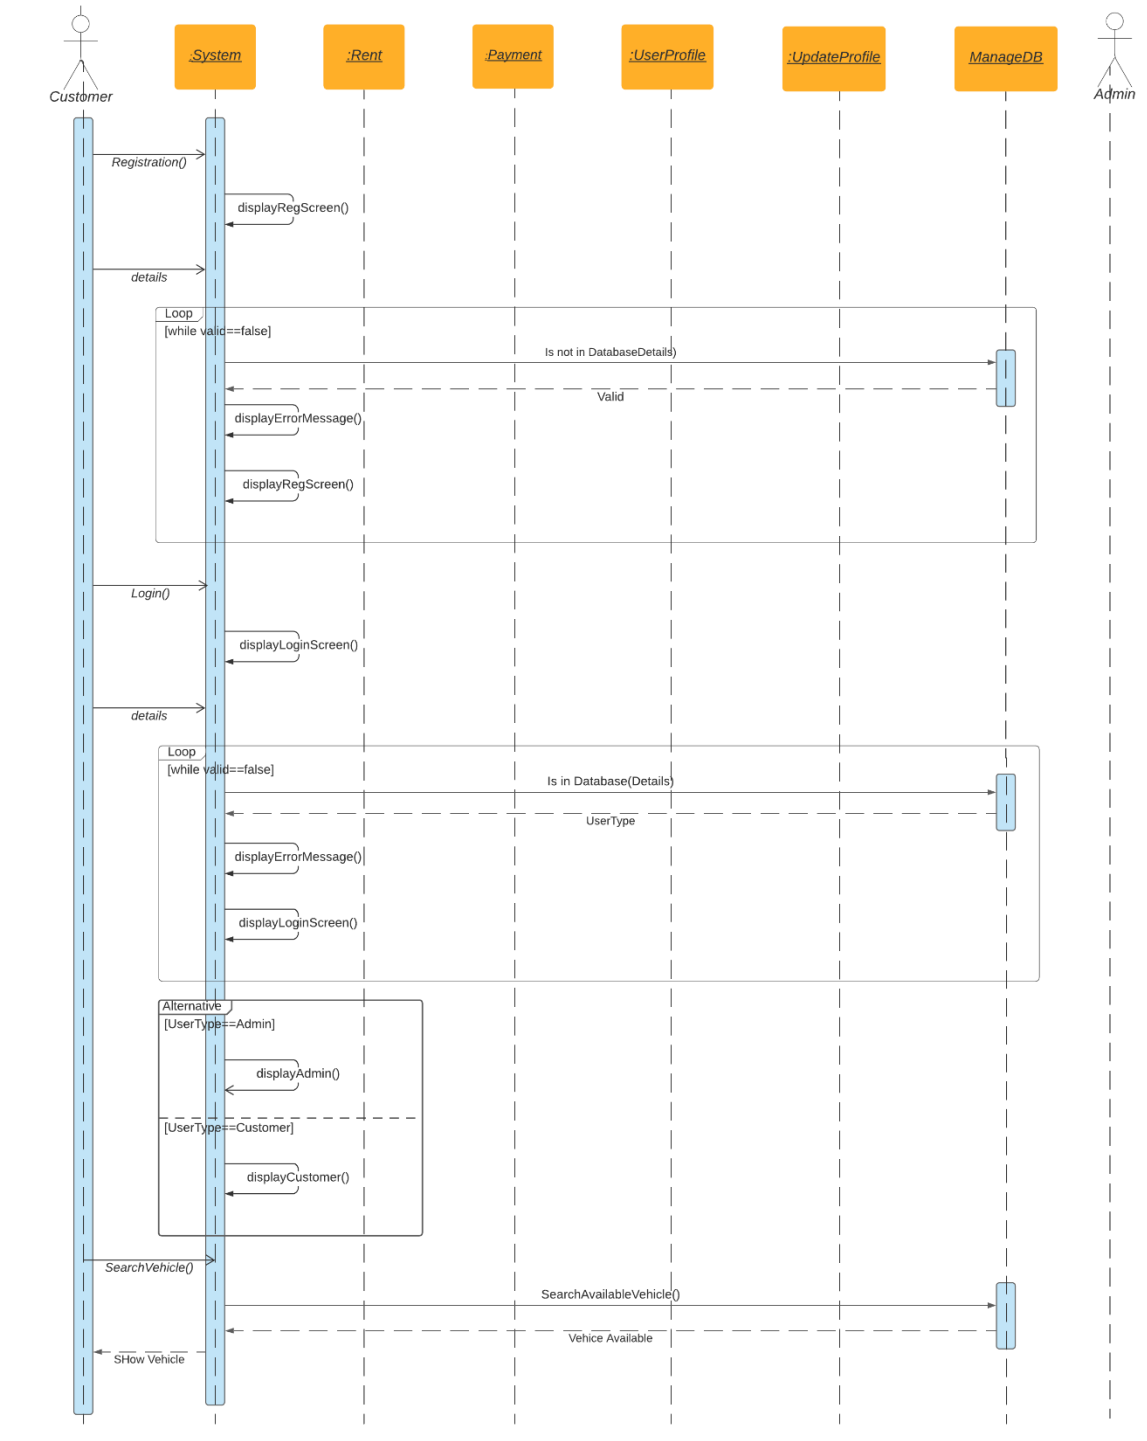 Customer
:System
:Rent
:Payment
:UserProfile
:UpdateProfile
ManageDB
Admin
Registration()
displayRegScreen()
details
Loop
[while valid==false]
Is not in DatabaseDetails)
Valid
displayErrorMessage()
displayRegScreen()
Login()
displayLoginScreen()
details
Loop
[while valid==false]
Is in Database(Details)
UserType
displayErrorMessage()
displayLoginScreen()
Alternative
[UserType==Admin]
displayAdmin()
[UserType==Customer]
displayCustomer()
SearchVehicle()
SearchAvailableVehicle()
Vehice Available
SHow Vehicle